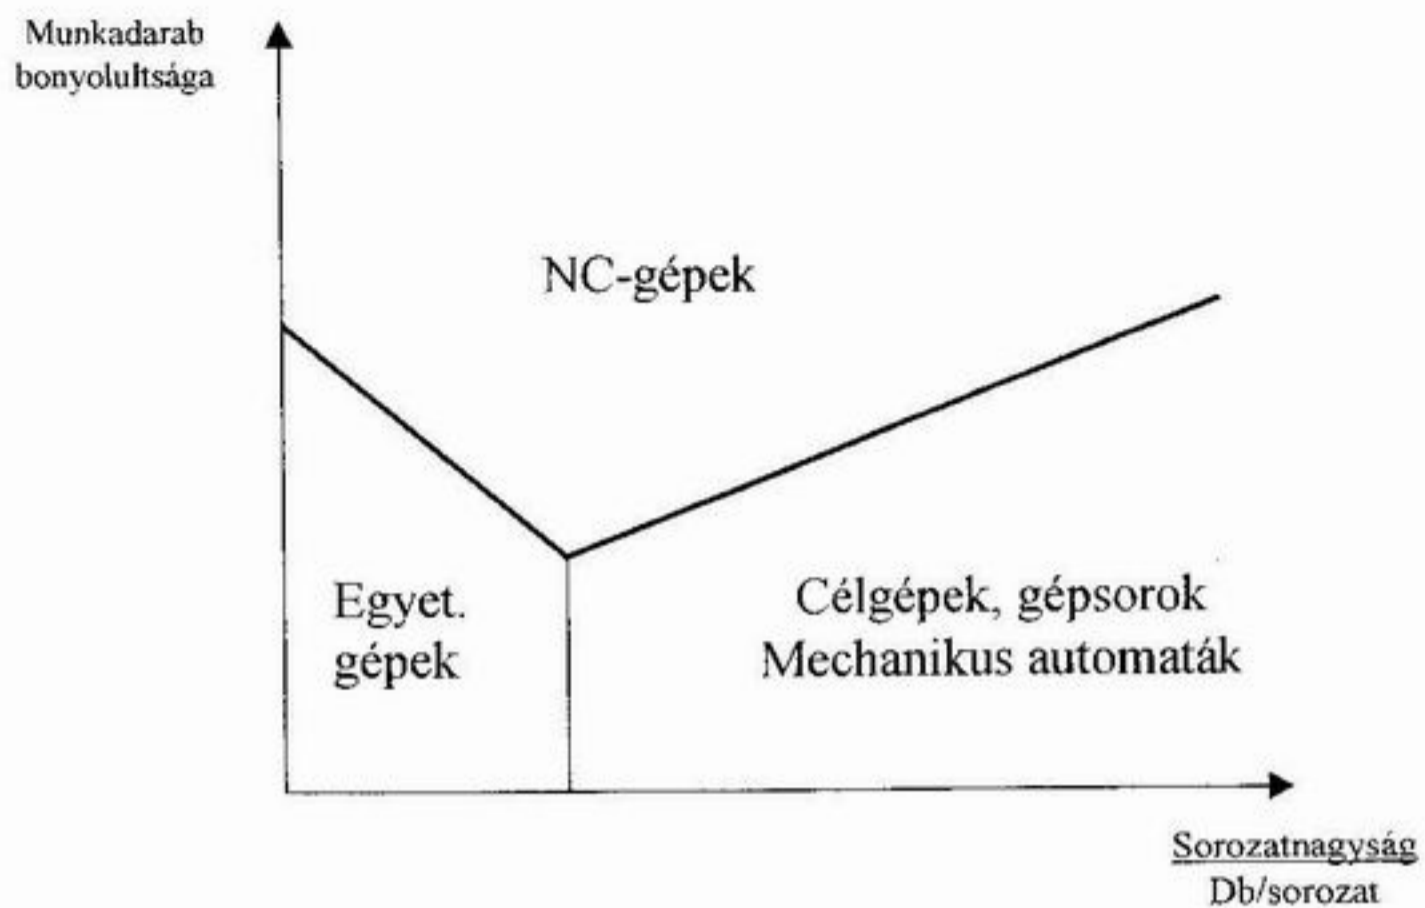 Munkadarab
bonyolultsága
NC-gépek
Egyet.
gépek
Célgépek, gépsorok
Mechanikus automaták
Sorozatnagyság
Db/sorozat